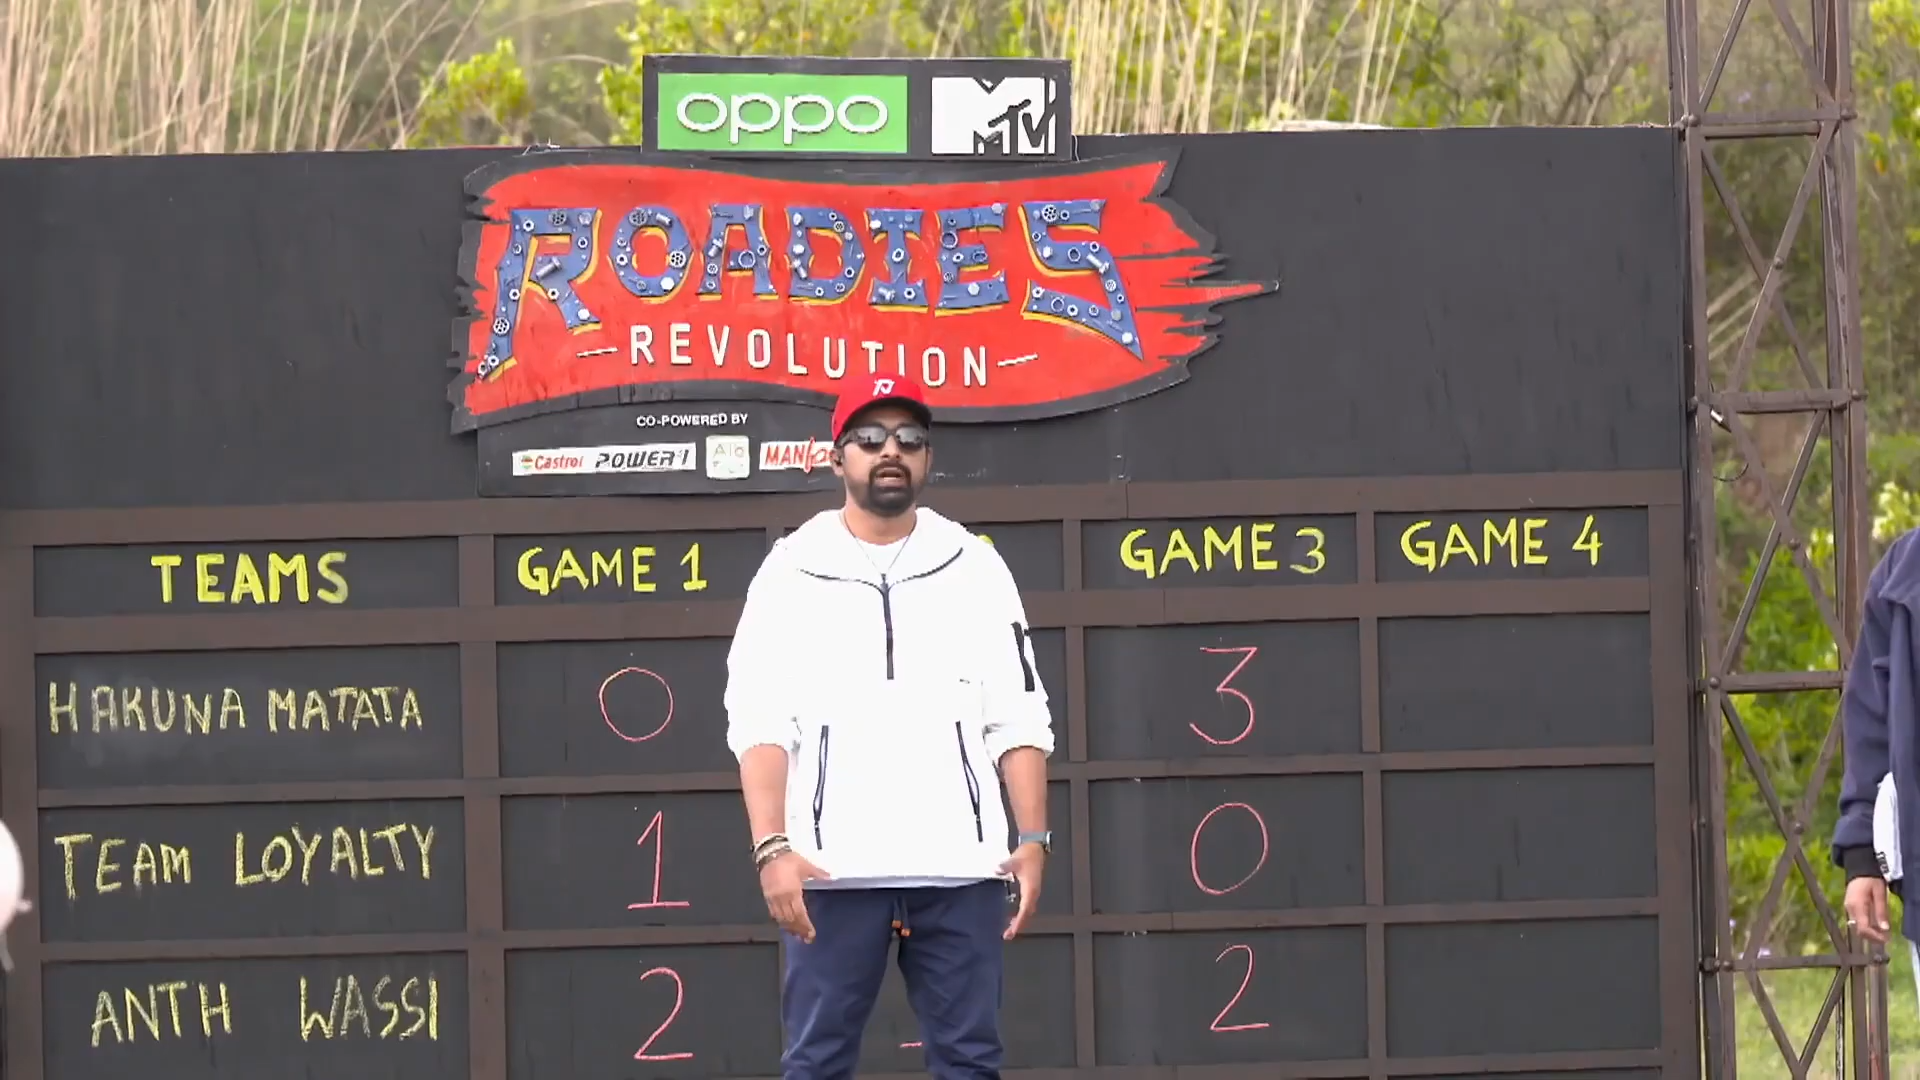 oppo MTV
ROADIES
REVOLUTION
CO-POWERED BY
Castrol POWER1
TEAMS GAME 1 GAME 3 GAME 4
HAKUNA MATATA 0 3
TEAM LOYALTY 1 0
ANTH WASSI 2 2